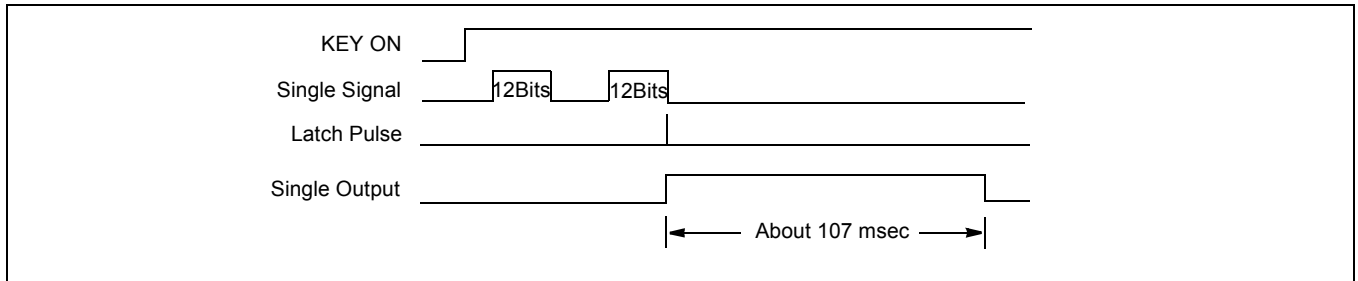 KEY ON
Single Signal
12Bits 12Bits
Latch Pulse
Single Output
About 107 msec